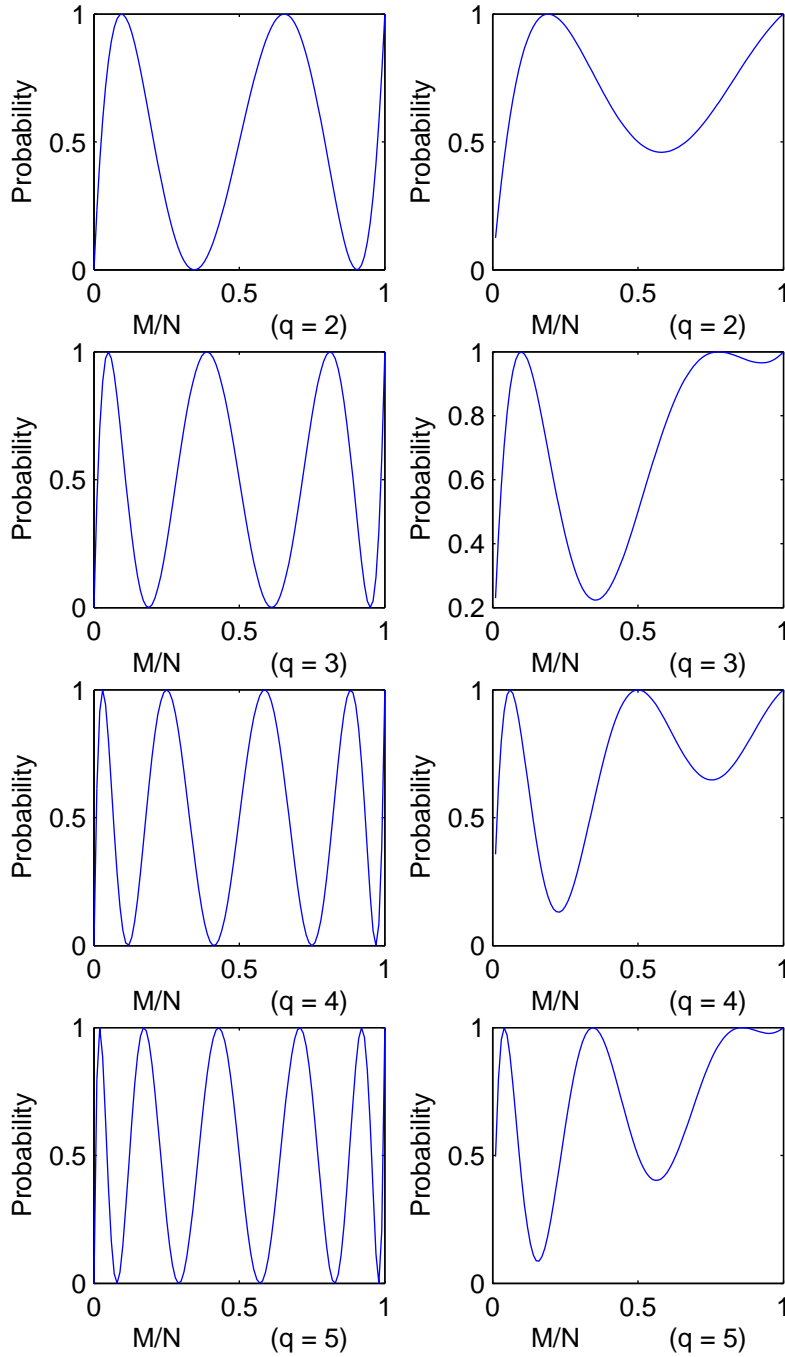 1
0.5
0
Probability
0 0.5 1
M/N (q = 2)
1
0.5
0
Probability
0 0.5 1
M/N (q = 2)
1
0.5
0
Probability
0 0.5 1
M/N (q = 3)
1
0.8
0.6
0.4
0.2
Probability
0 0.5 1
M/N (q = 3)
1
0.5
0
Probability
0 0.5 1
M/N (q = 4)
1
0.5
0
Probability
0 0.5 1
M/N (q = 4)
1
0.5
0
Probability
0 0.5 1
M/N (q = 5)
1
0.5
0
Probability
0 0.5 1
M/N (q = 5)